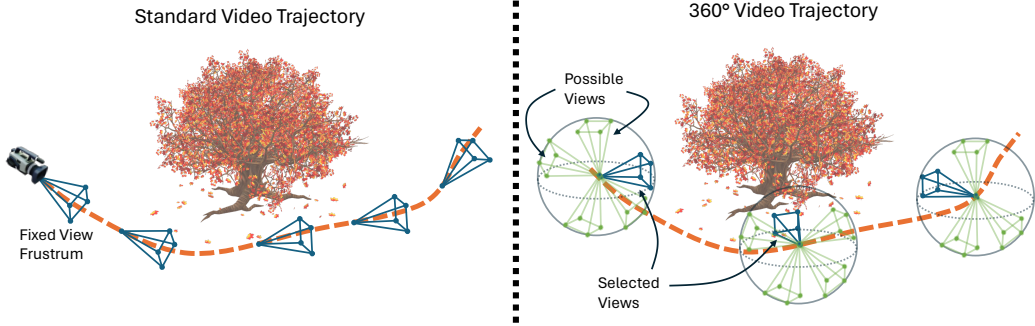 Standard Video Trajectory
360° Video Trajectory
Possible
Views
Fixed View
Frustrum
Selected
Views